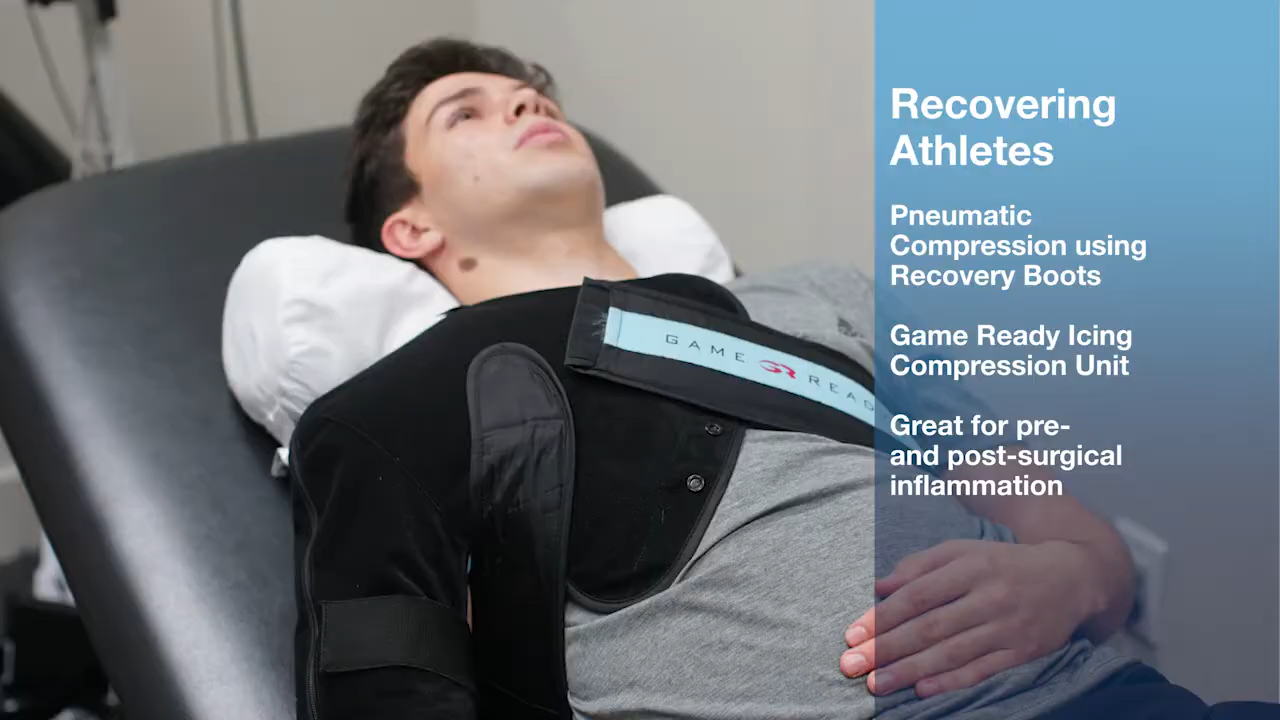 Recovering
Athletes
Pneumatic
Compression using
Recovery Boots
Game Ready Icing
Compression Unit
Great for pre-
and post-surgical
inflammation
GAME GR READ